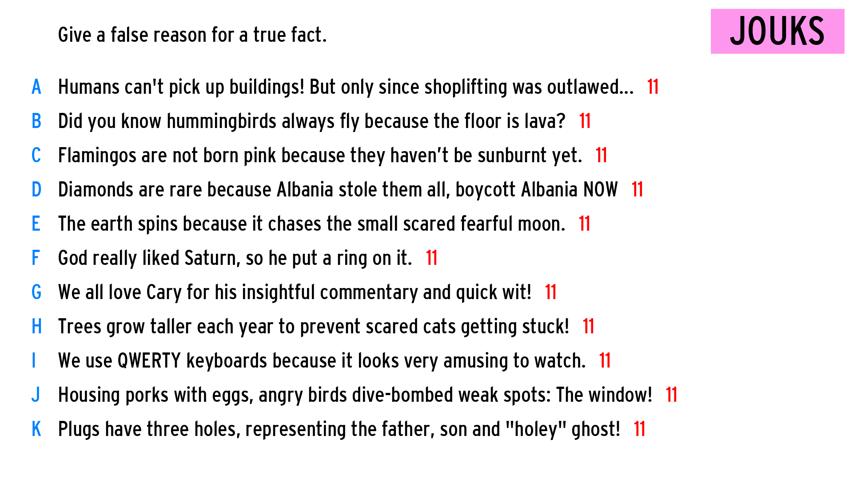 Give a false reason for a true fact.
JOUKS
A Humans can't pick up buildings! But only since shoplifting was outlawed... 11
B Did you know hummingbirds always fly because the floor is lava? 11
C Flamingos are not born pink because they haven’t be sunburnt yet. 11
D Diamonds are rare because Albania stole them all, boycott Albania NOW 11
E The earth spins because it chases the small scared fearful moon. 11
F God really liked Saturn, so he put a ring on it. 11
G We all love Cary for his insightful commentary and quick wit! 11
H Trees grow taller each year to prevent scared cats getting stuck! 11
I We use QWERTY keyboards because it looks very amusing to watch. 11
J Housing porks with eggs, angry birds dive-bombed weak spots: The window! 11
K Plugs have three holes, representing the father, son and "holey" ghost! 11